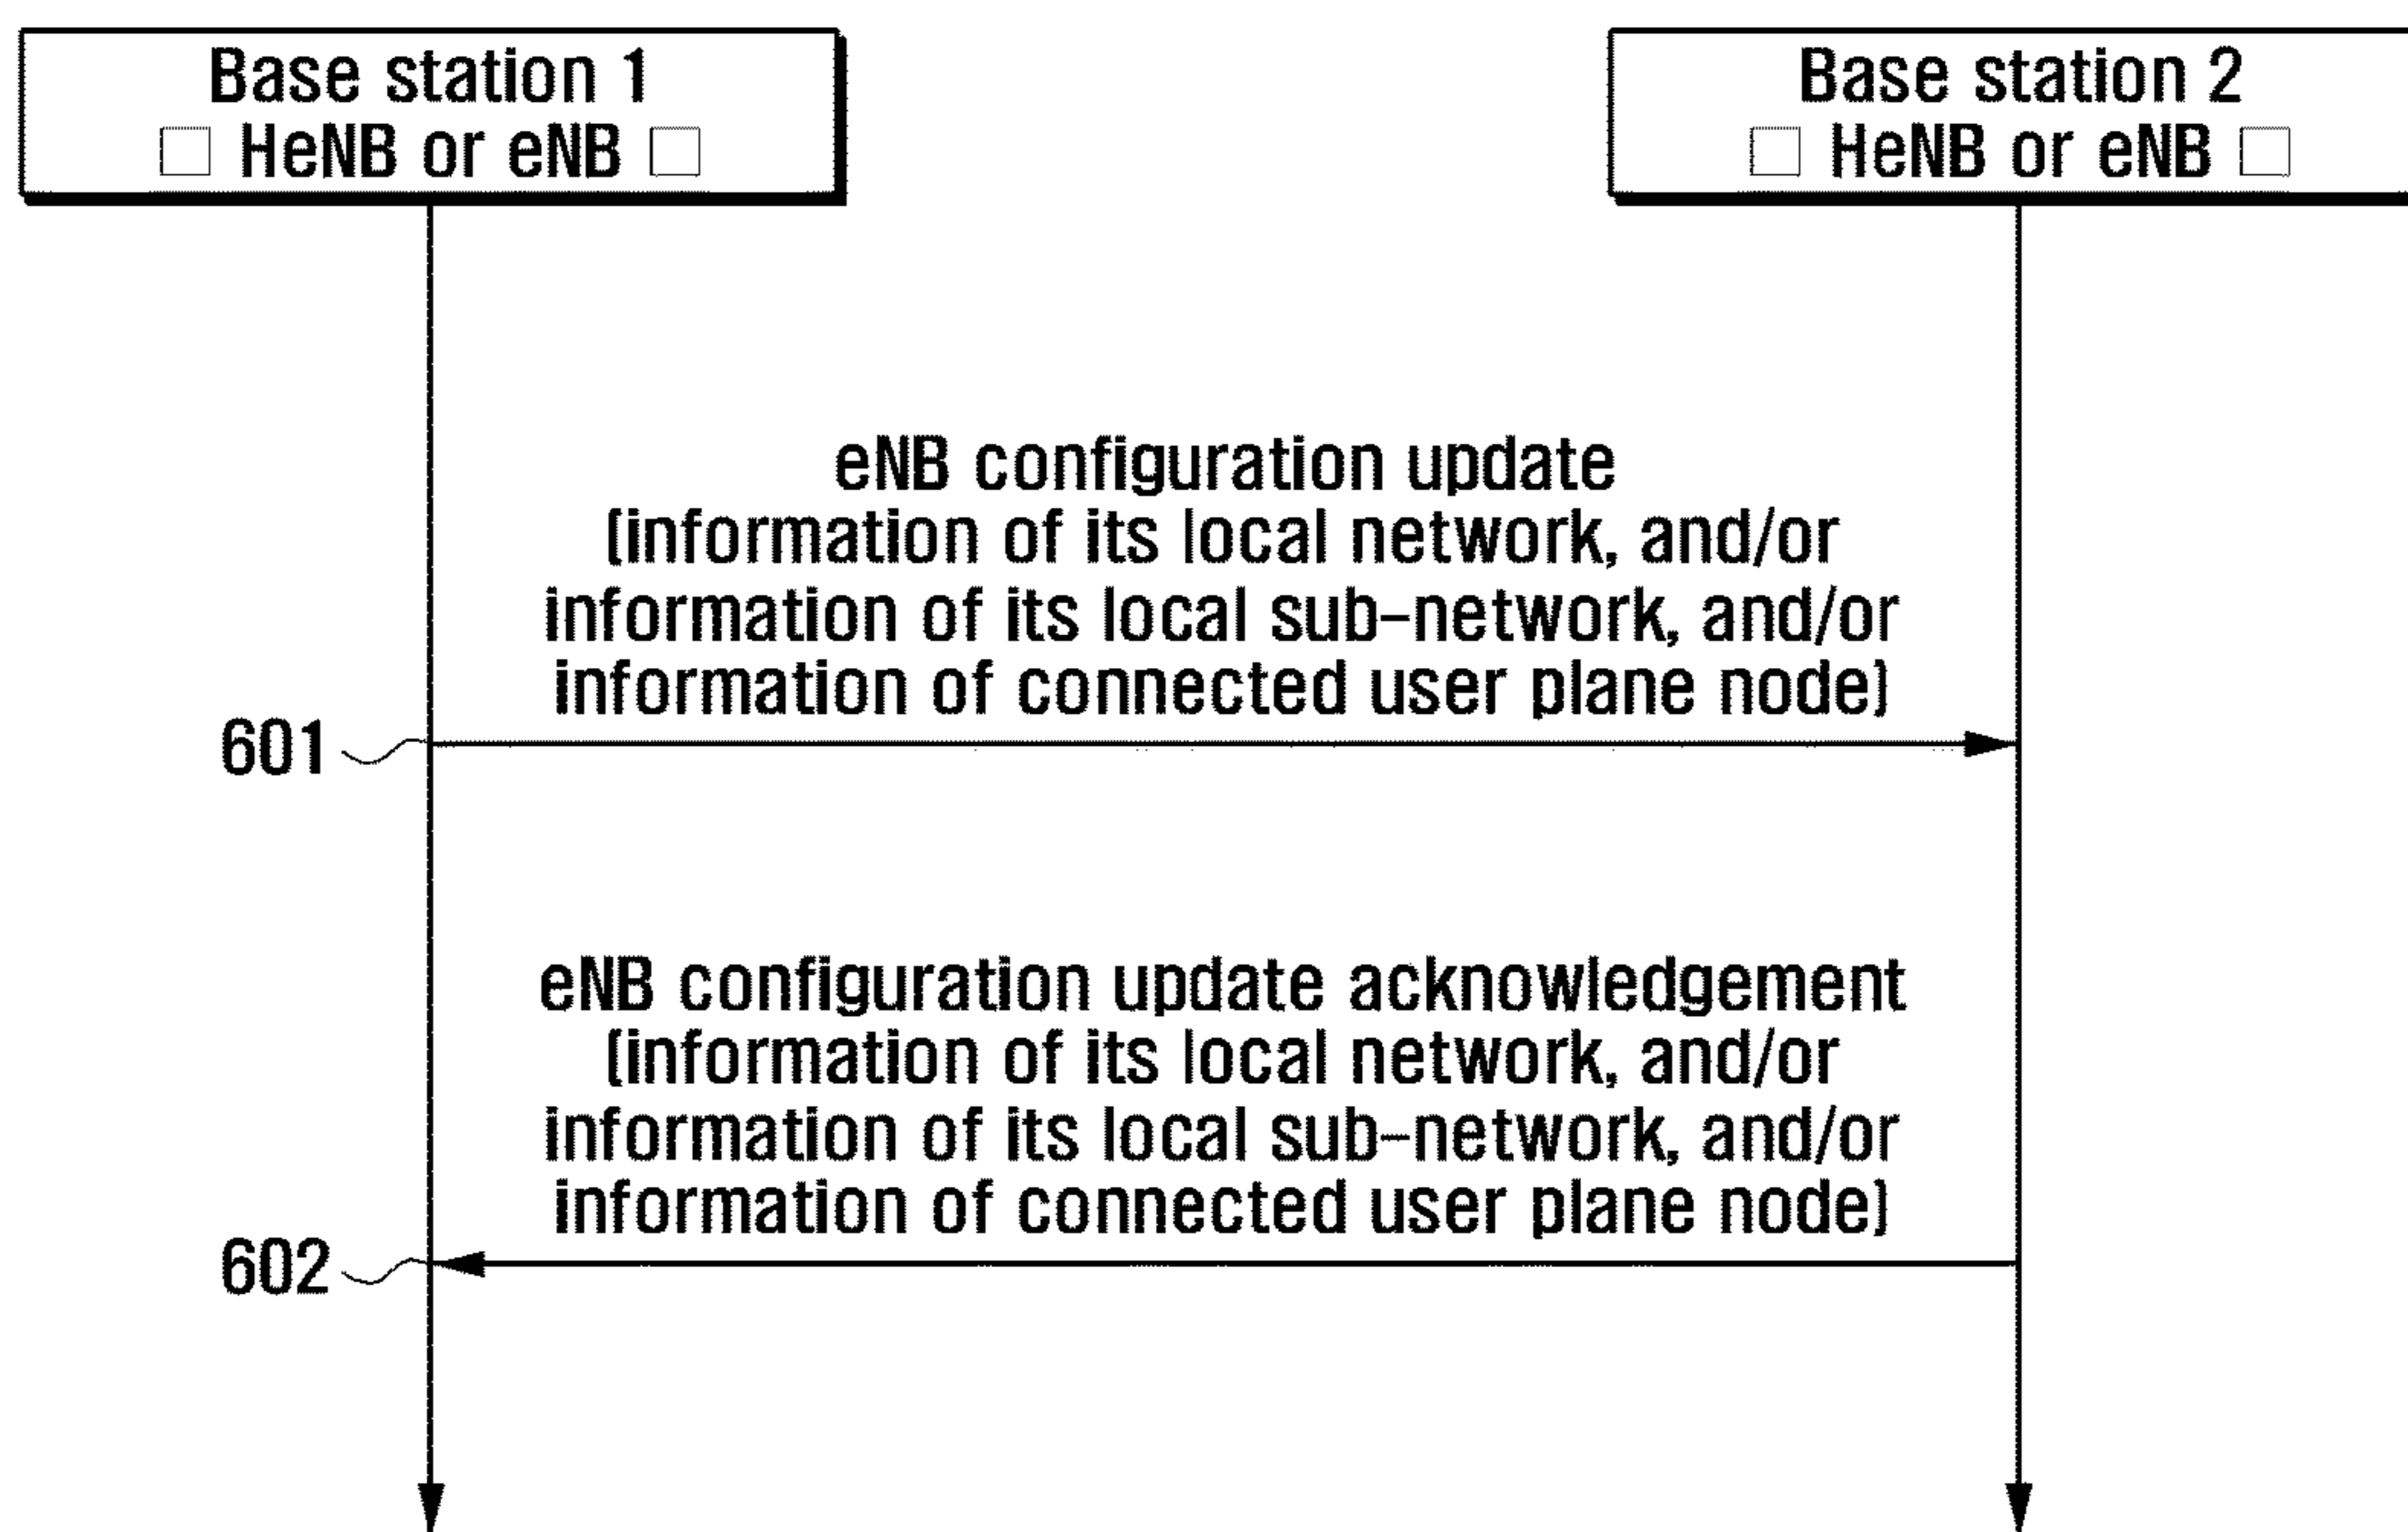 Base station 1
□ HeNB or eNB □
Base station 2
□ HeNB or eNB □
eNB configuration update
(information of its local network, and/or
information of its local sub-network, and/or
information of connected user plane node)
601
eNB configuration update acknowledgement
(information of its local network, and/or
information of its local sub-network, and/or
information of connected user plane node)
602